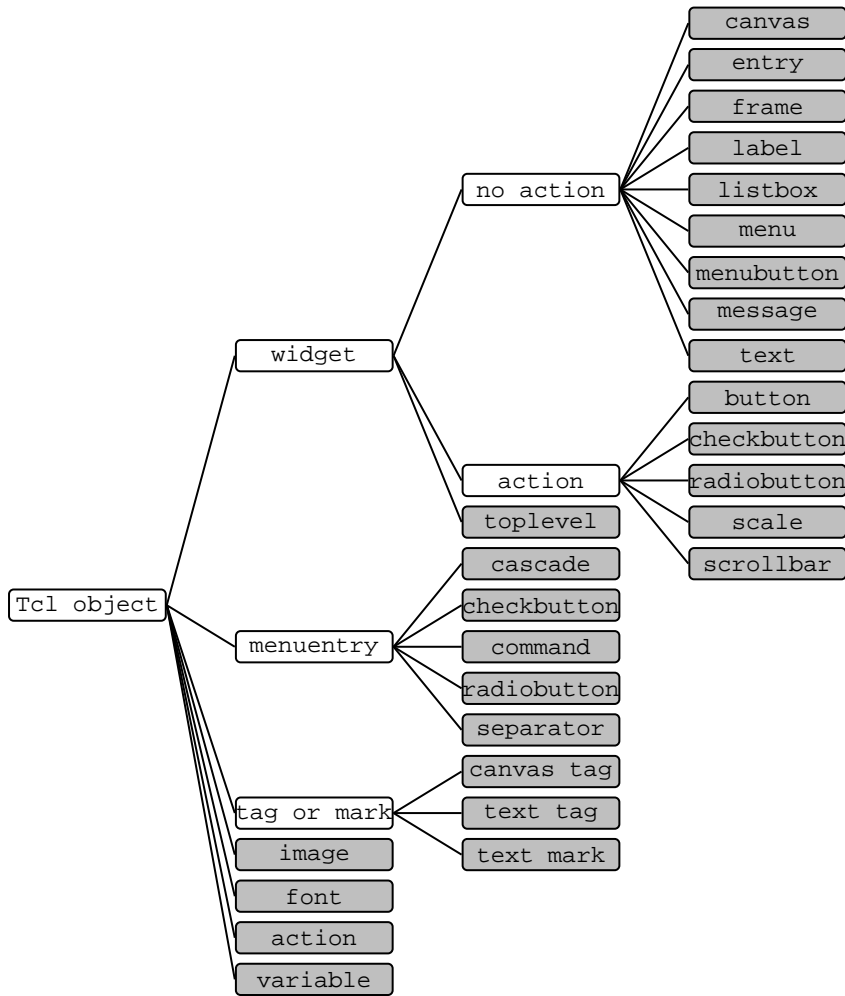 canvas
entry
frame
label
no action
listbox
menu
menubutton
message
widget
text
button
checkbutton
action
radiobutton
toplevel
scale
cascade
scrollbar
Tcl object
checkbutton
menuentry
command
radiobutton
separator
canvas tag
tag or mark
text tag
image
text mark
font
action
variable